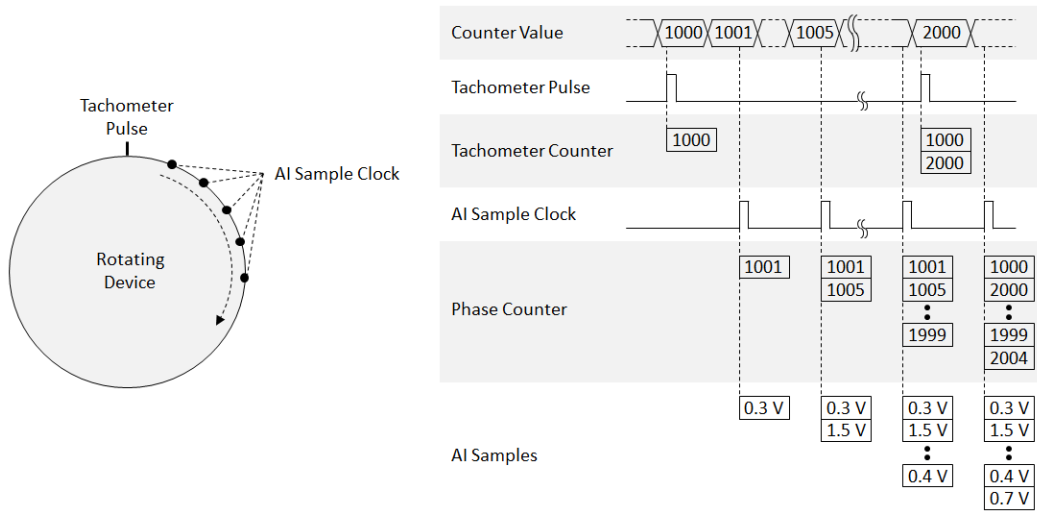 Tachometer
Pulse
AI Sample Clock
Rotating
Device
Counter Value
1000 1001 1005 2000
Tachometer Pulse
Tachometer Counter
1000 1000
2000
AI Sample Clock
Phase Counter
1001 1001 1001 1000
1005 1005 2000
1999 1999
2004
AI Samples
0.3 V 0.3 V 0.3 V 0.3 V
1.5 V 1.5 V 1.5 V
0.4 V 0.4 V
0.7 V